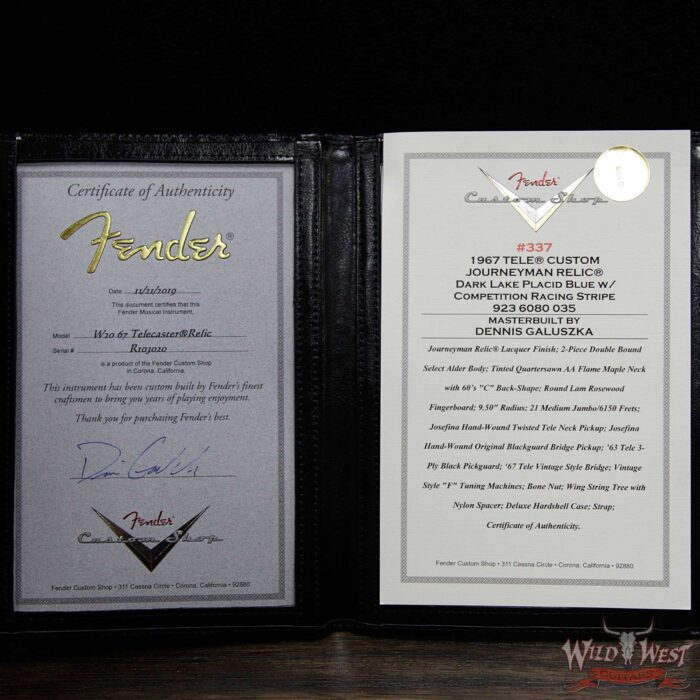 Certificate of Authenticity
Fender®
Date 11/21/2019
This document certifies that this
Fender Musical Instrument,
Model W20 67 Telecaster®Relic
Serial # R103020
is a product of the Fender Custom Shop
in Corona, California.
This instrument has been custom built by Fender's finest
craftsmen to bring you years of playing enjoyment.
Thank you for purchasing Fender's best.
Fender
Custom Shop
Fender Custom Shop • 311 Cessna Circle • Corona, California • 92880
Fender
Custom Shop
#337
1967 TELE® CUSTOM
JOURNEYMAN RELIC®
DARK LAKE PLACID BLUE W/
COMPETITION RACING STRIPE
923 6080 035
MASTERBUILT BY
DENNIS GALUSZKA
Journeyman Relic® Lacquer Finish; 2-Piece Double Bound
Select Alder Body; Tinted Quartersawn AA Flame Maple Neck
with 60's "C" Back-Shape; Round Lam Rosewood
Fingerboard; 9.50" Radius; 21 Medium Jumbo/6150 Frets;
Josefina Hand-Wound Twisted Tele Neck Pickup; Josefina
Hand-Wound Original Blackguard Bridge Pickup; '63 Tele 3-
Ply Black Pickguard; '67 Tele Vintage Style Bridge; Vintage
Style "F" Tuning Machines; Bone Nut; Wing String Tree with
Nylon Spacer; Deluxe Hardshell Case; Strap;
Certificate of Authenticity.
Fender Custom Shop • 311 Cessna Circle • Corona, California • 92880
WILD WEST
GUITARS